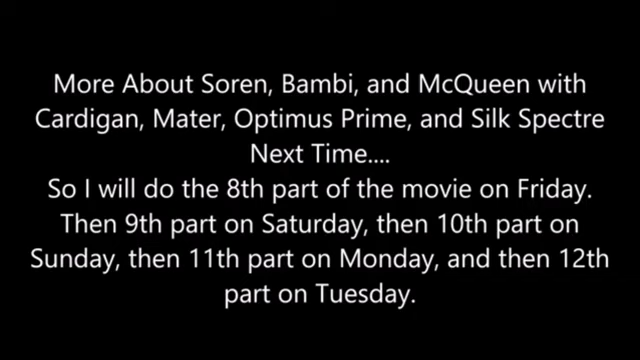 More About Soren, Bambi, and McQueen with
Cardigan, Mater, Optimus Prime, and Silk Spectre
Next Time....
So I will do the 8th part of the movie on Friday.
Then 9th part on Saturday, then 10th part on
Sunday, then 11th part on Monday, and then 12th
part on Tuesday.